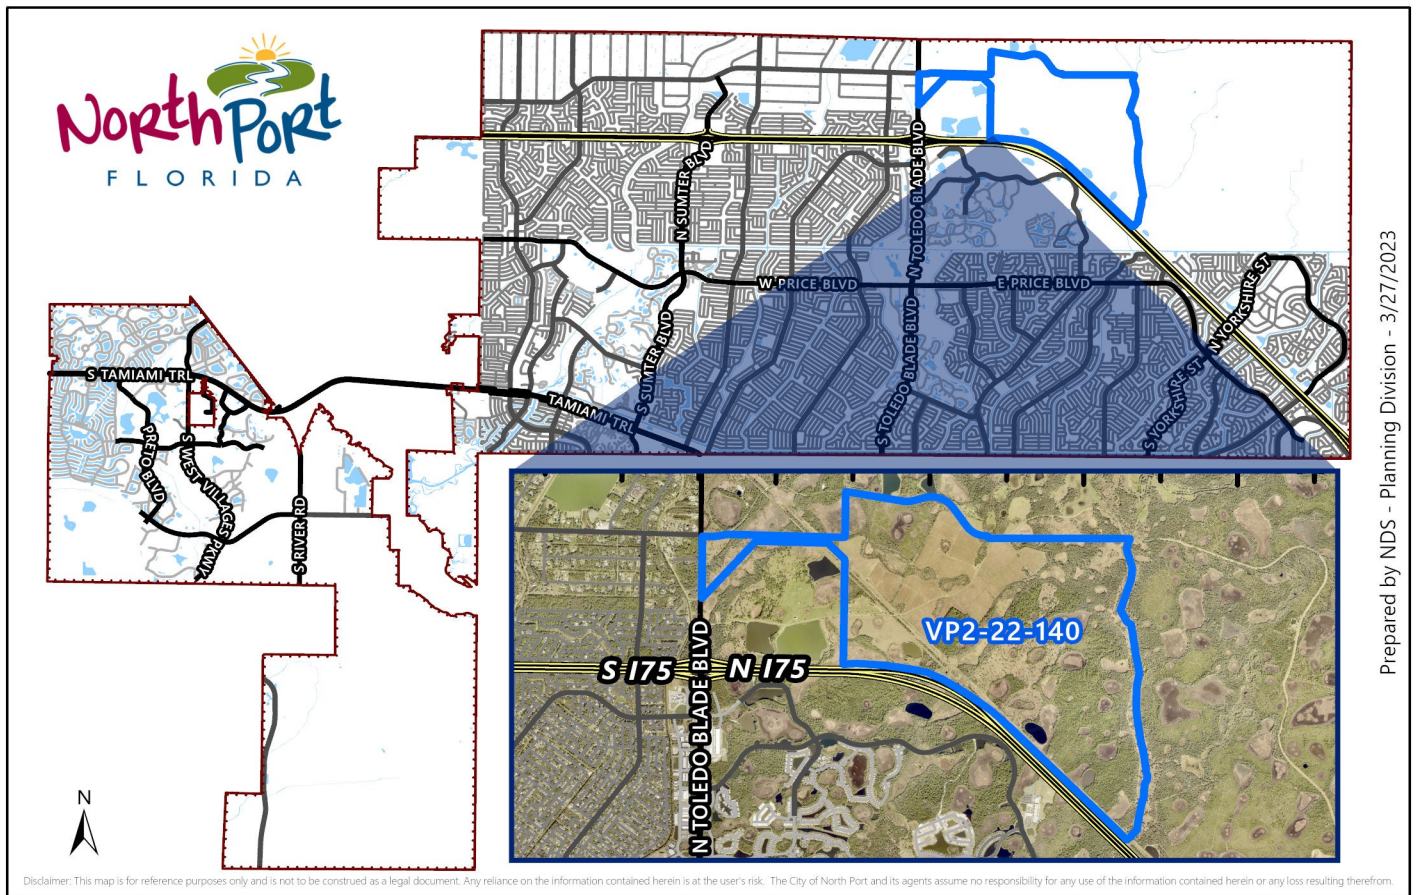 North Port
FLORIDA
N SUMTER BLVD
N TOLEDO BLADE BLVD
W PRICE BLVD
E PRICE BLVD
N YORKSHIRE ST
S SUMTER BLVD
S TOLEDO BLADE BLVD
S YORKSHIRE ST
TAMIAMI TRL
S TAMIAMI TRL
PRETO BLVD
S WEST VILLAGES PKWY
S RIVER RD
VP2-22-140
S I75
N I75
N TOLEDO BLADE BLVD
N
Prepared by NDS - Planning Division - 3/27/2023
Disclaimer: This map is for reference purposes only and is not to be construed as a legal document. Any reliance on the information contained herein is at the user's risk. The City of North Port and its agents assume no responsibility for any use of the information contained herein or any loss resulting therefrom.